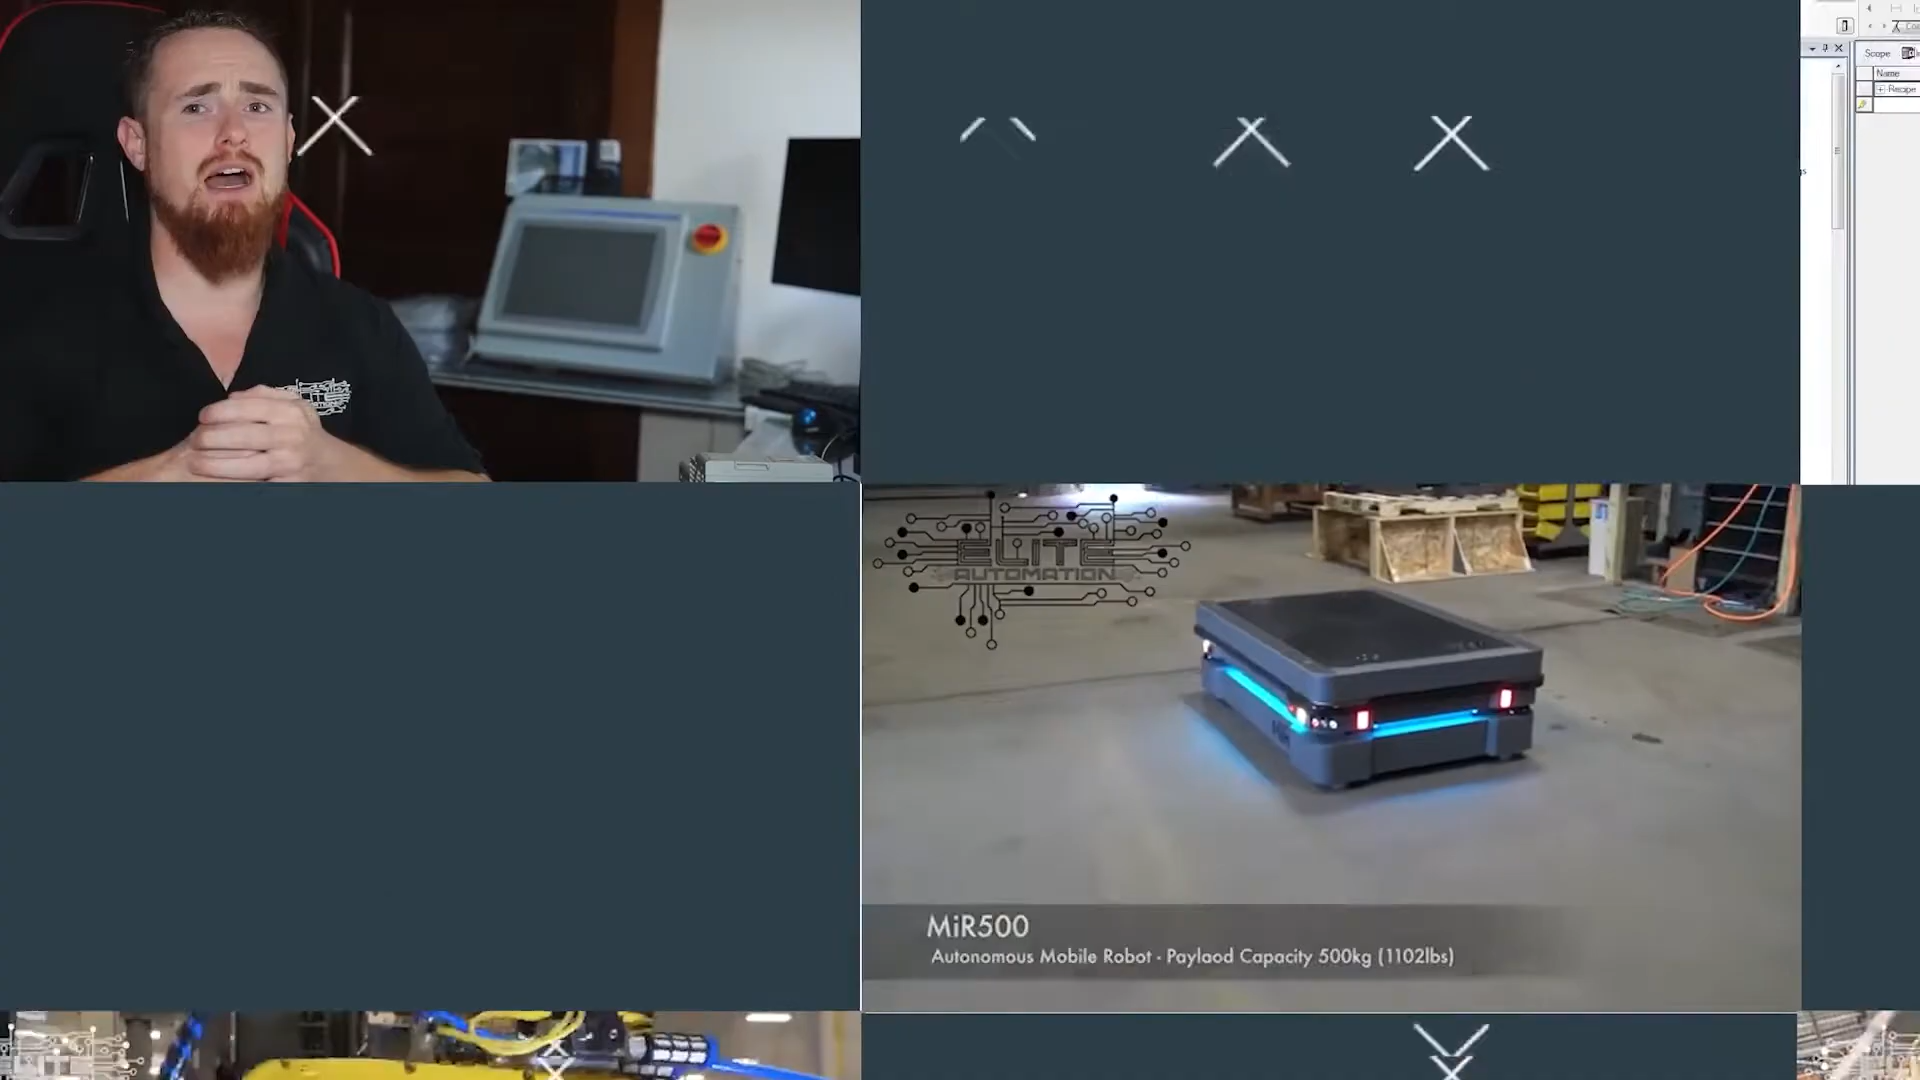 Scope
Name
Recipe
ELITE
AUTOMATION
MiR500
Autonomous Mobile Robot - Paylaod Capacity 500kg (1102lbs)